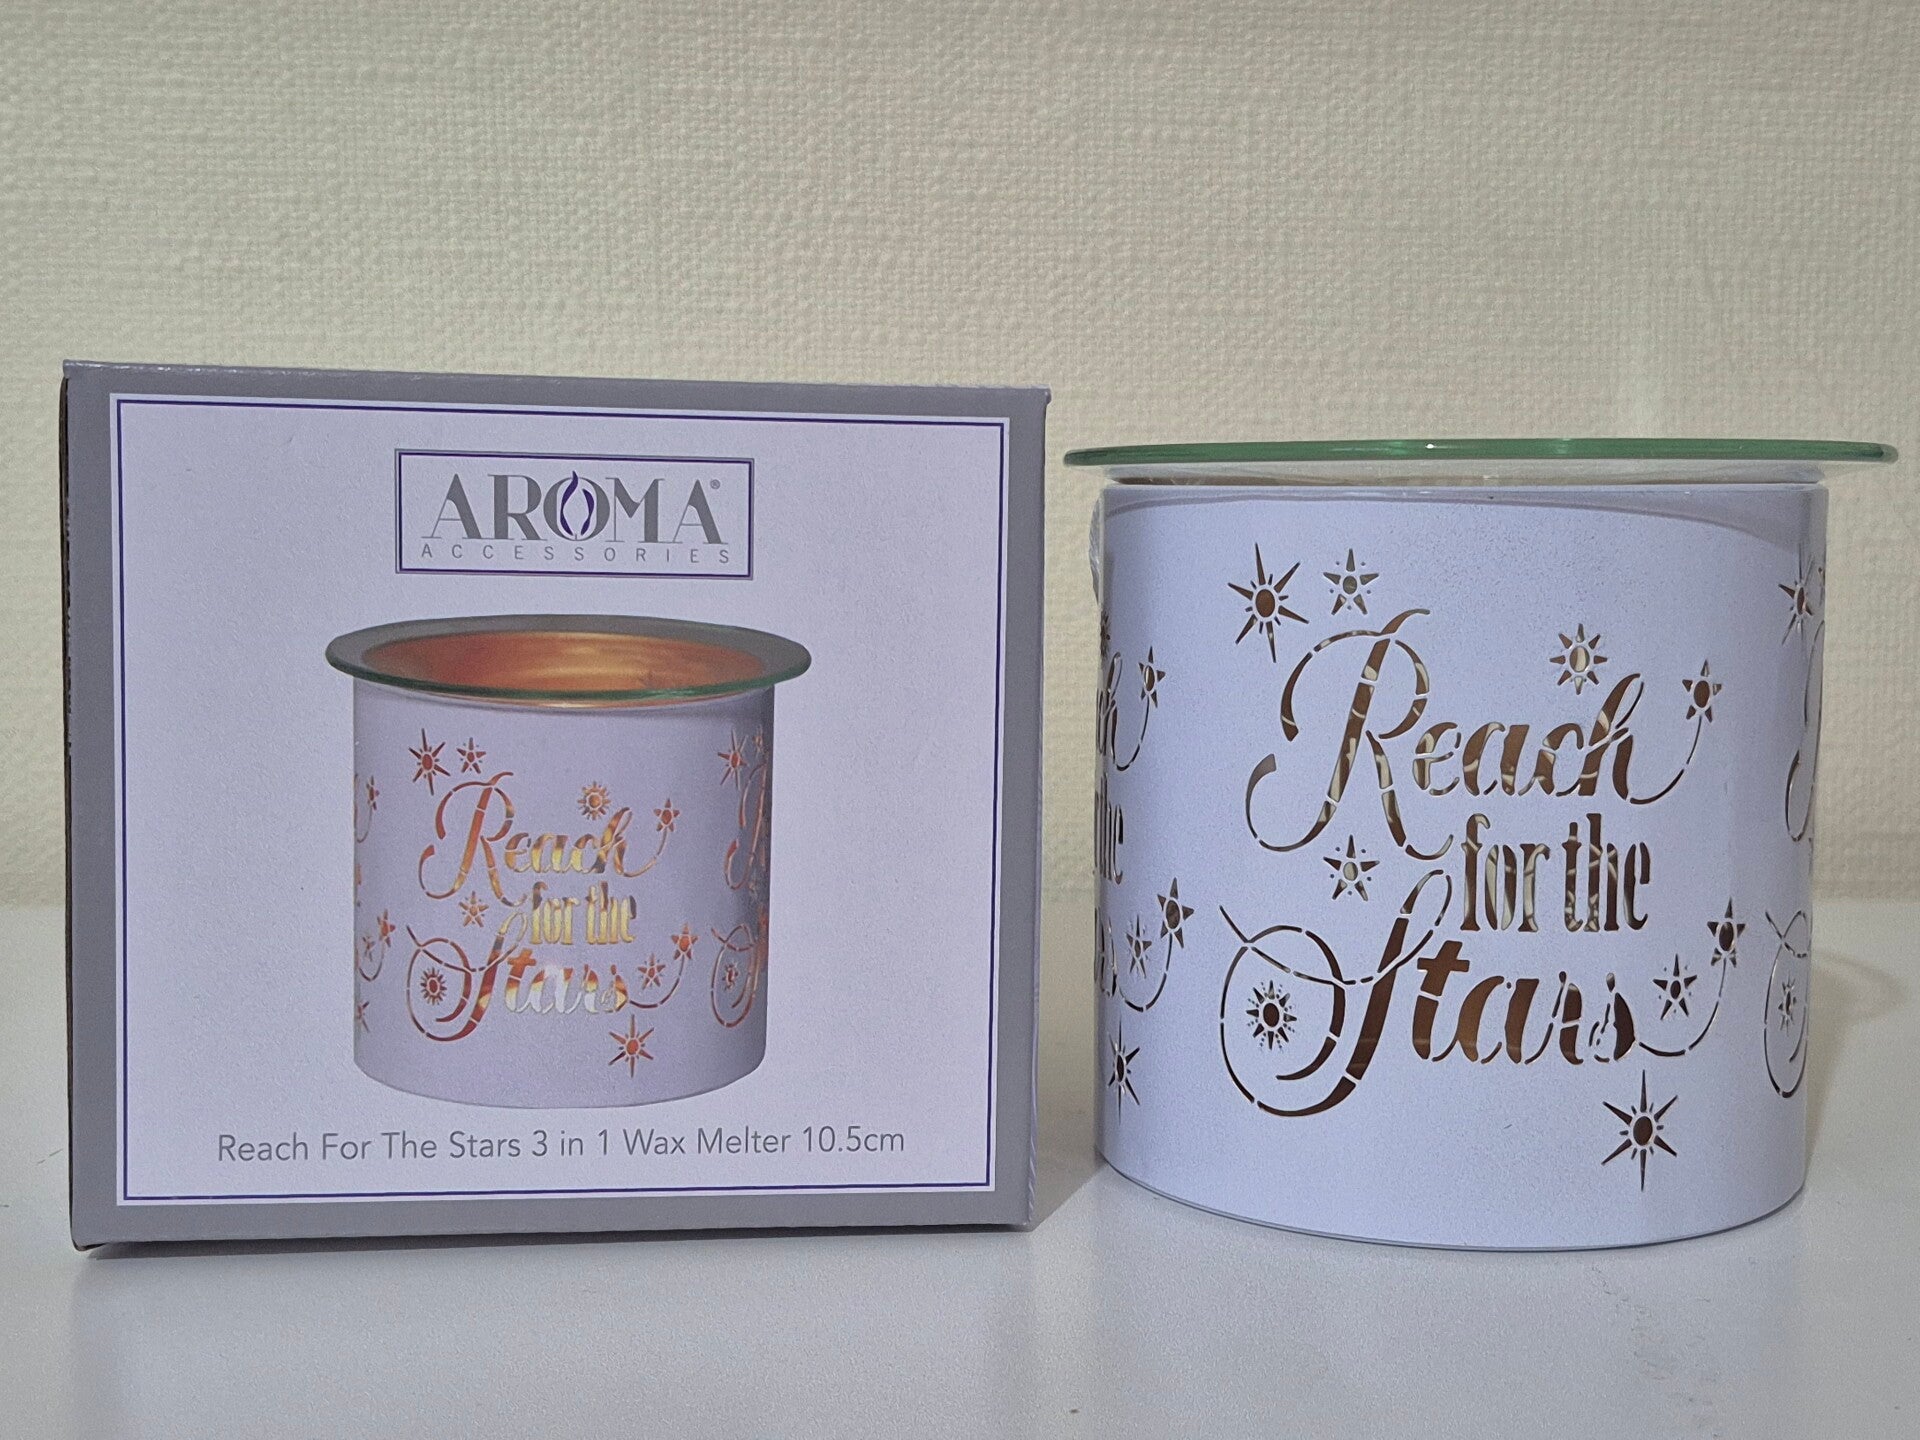 AROMA®
ACCESSORIES
Reach
for the
Stars
Reach For The Stars 3 in 1 Wax Melter 10.5cm
Reach
for the
Stars